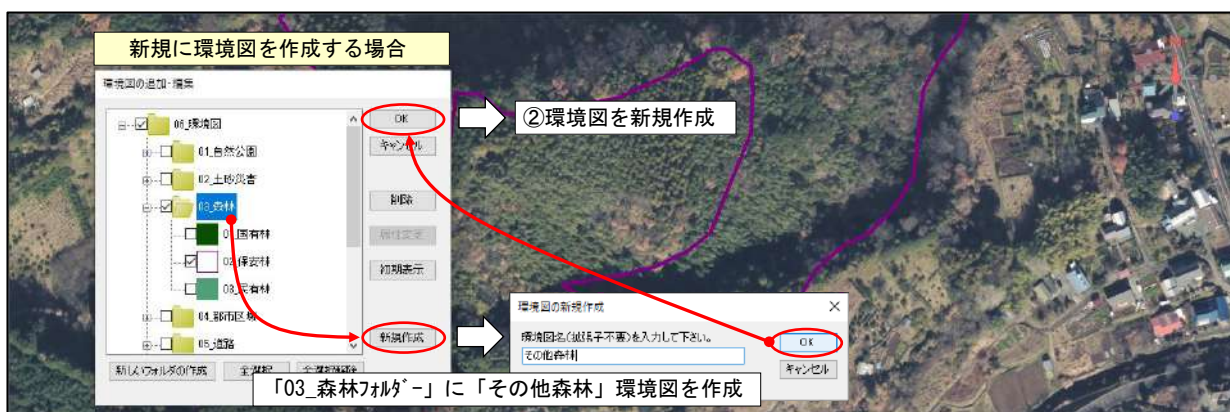 新規に環境図を作成する場合
環境図の追加・編集
06_環境図
01_自然公園
02_土砂災害
03_森林
01_国有林
02_保安林
03_民有林
04_都市区域
05_道路
OK
キャンセル
削除
属性変更
初期表示
新規作成
新しいフォルダの作成
全選択
全選択解除
②環境図を新規作成
環境図の新規作成
環境図名(拡張子不要)を入力して下さい。
その他森林
OK
キャンセル
「03_森林ﾌｫﾙﾀﾞｰ」に「その他森林」環境図を作成